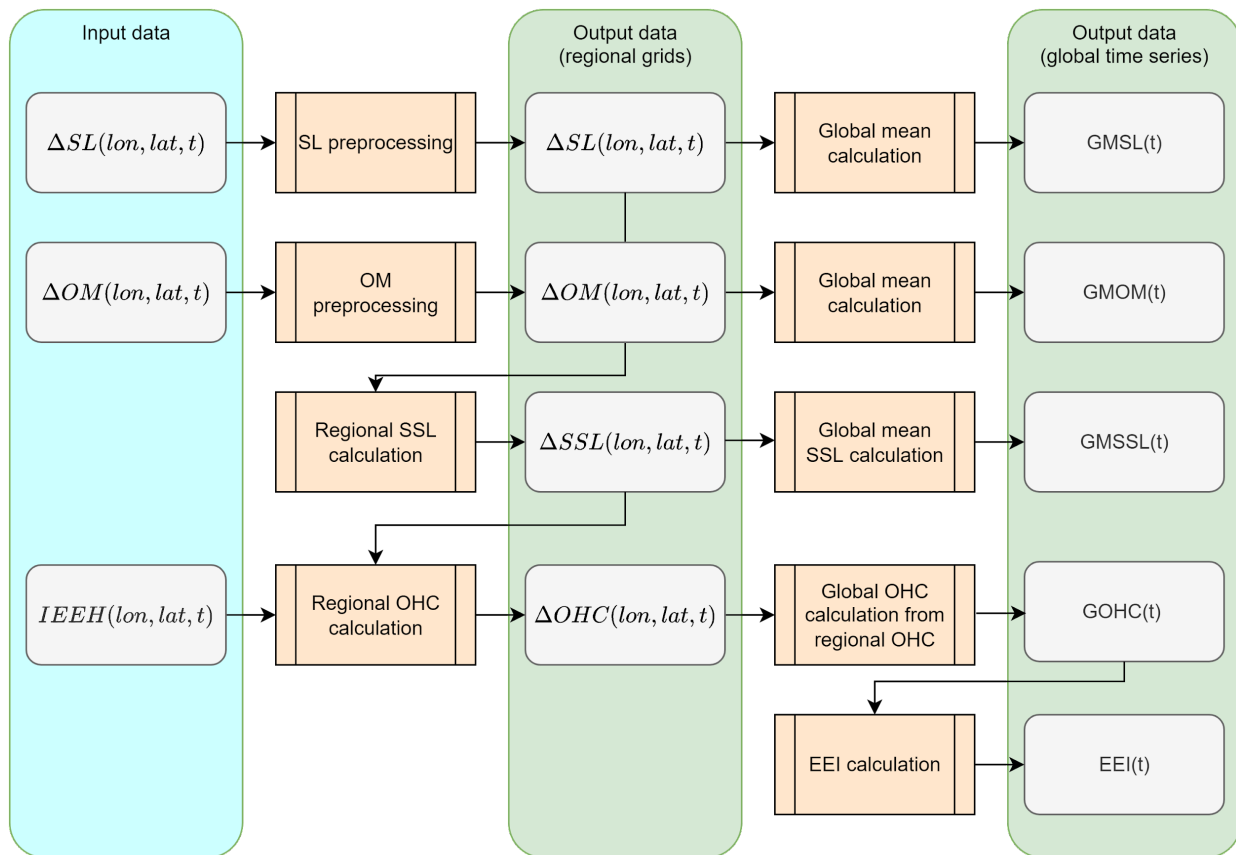 Input data
Output data
(regional grids)
Output data
(global time series)
ΔSL(lon, lat, t)
SL preprocessing
ΔSL(lon, lat, t)
Global mean
calculation
GMSL(t)
ΔOM(lon, lat, t)
OM
preprocessing
ΔOM(lon, lat, t)
Global mean
calculation
GMOM(t)
Regional SSL
calculation
ΔSSL(lon, lat, t)
Global mean
SSL calculation
GMSSL(t)
IEEH(lon, lat, t)
Regional OHC
calculation
ΔOHC(lon, lat, t)
Global OHC
calculation from
regional OHC
GOHC(t)
EEI calculation
EEI(t)